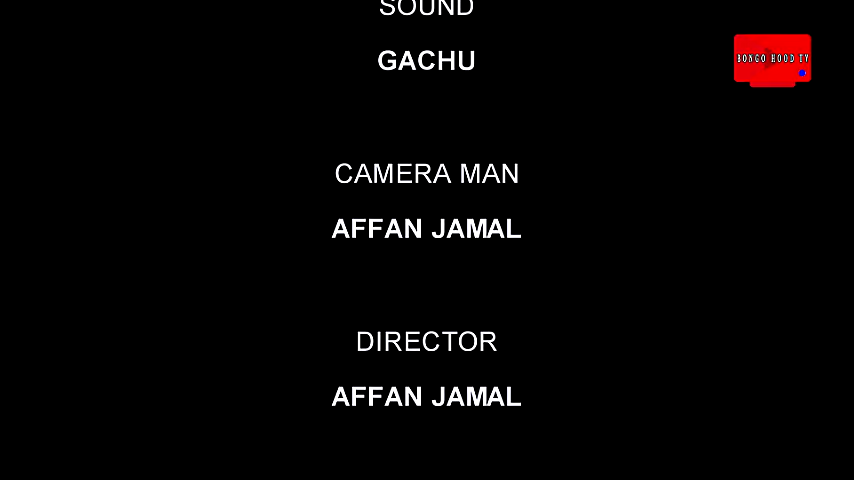 SOUND
GACHU
BONGO HOOD TV
CAMERA MAN
AFFAN JAMAL
DIRECTOR
AFFAN JAMAL